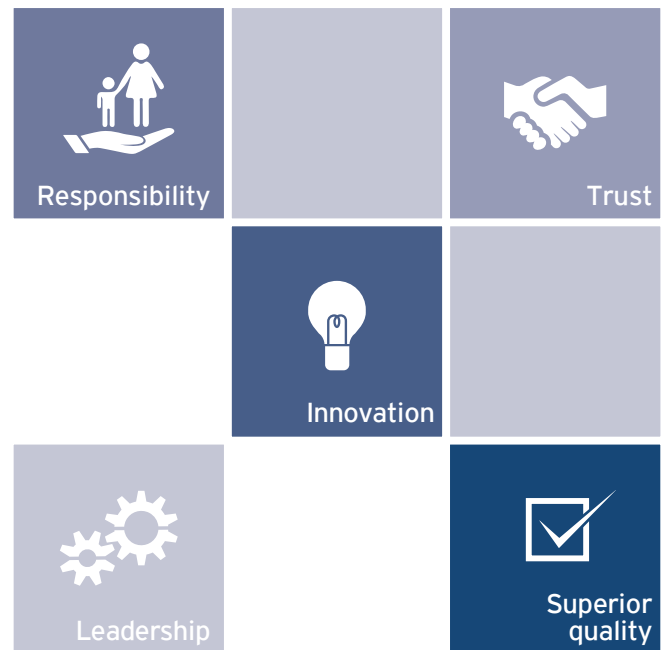 Responsibility
Trust
Innovation
Leadership
Superior
quality